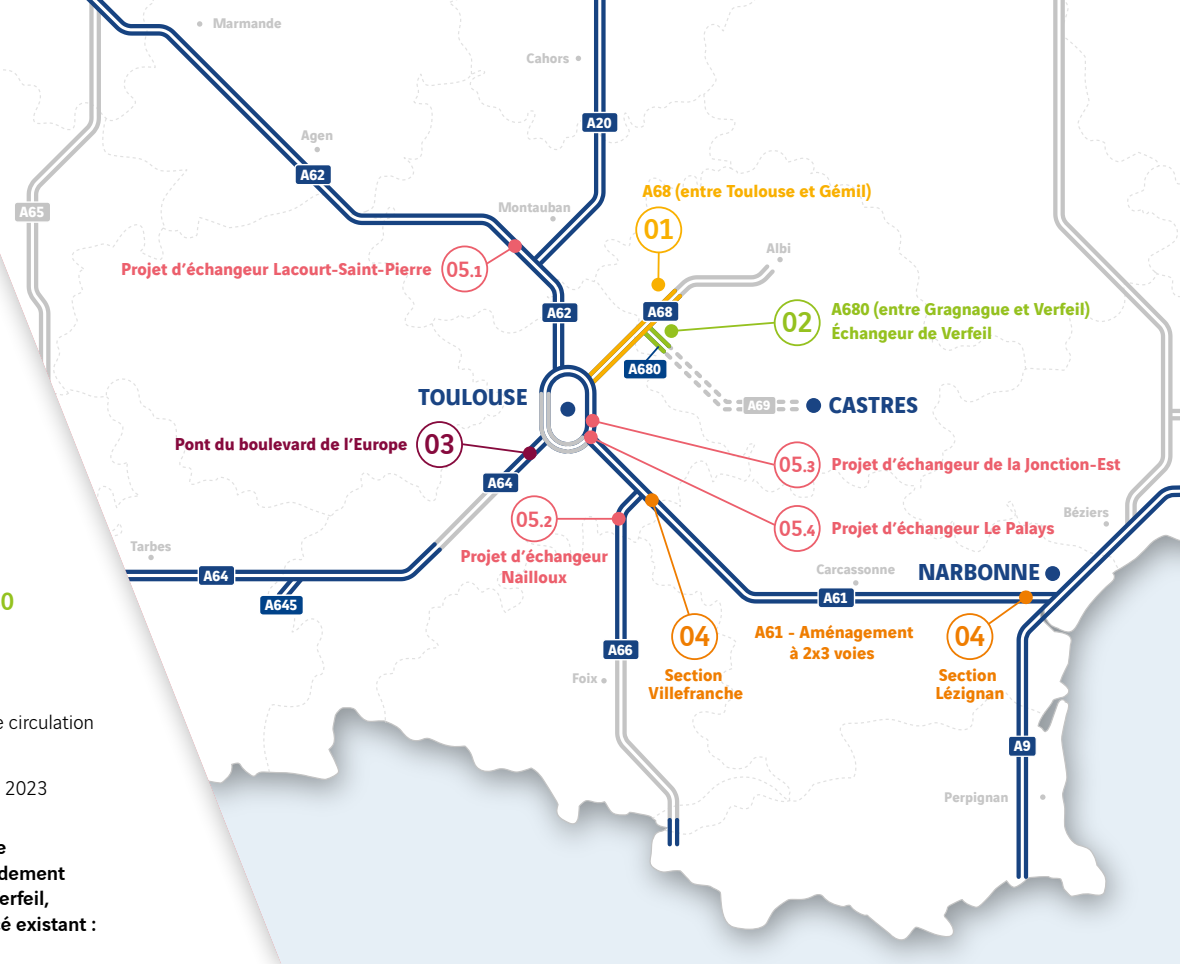 Marmande
Cahors
A20
Agen
A62
A65
A68 (entre Toulouse et Gémil)
01
Montauban
Albi
Projet d’échangeur Lacourt-Saint-Pierre
05.1
A62
A68
02
A680 (entre Gragnague et Verfeil)
Échangeur de Verfeil
A680
TOULOUSE
A69
CASTRES
Pont du boulevard de l’Europe
03
05.3
Projet d’échangeur de la Jonction-Est
A64
05.2
Projet d’échangeur
Nailloux
05.4
Projet d’échangeur Le Palays
Béziers
Tarbes
A64
A645
Carcassonne
NARBONNE
A61
0
04
Section
Villefranche
A61 - Aménagement
à 2x3 voies
04
Section
Lézignan
A66
Foix
e circulation
A9
2023
Perpignan
e
dement
erfeil,
é existant :